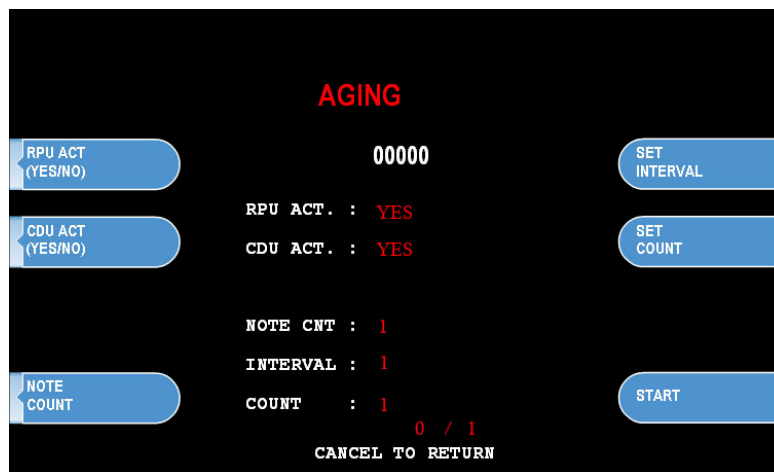 AGING
00000
RPU ACT
(YES/NO)
SET
INTERVAL
RPU ACT. : YES
CDU ACT
(YES/NO)
CDU ACT. : YES
SET
COUNT
NOTE CNT : 1
INTERVAL : 1
NOTE
COUNT
COUNT : 1
START
0 / 1
CANCEL TO RETURN